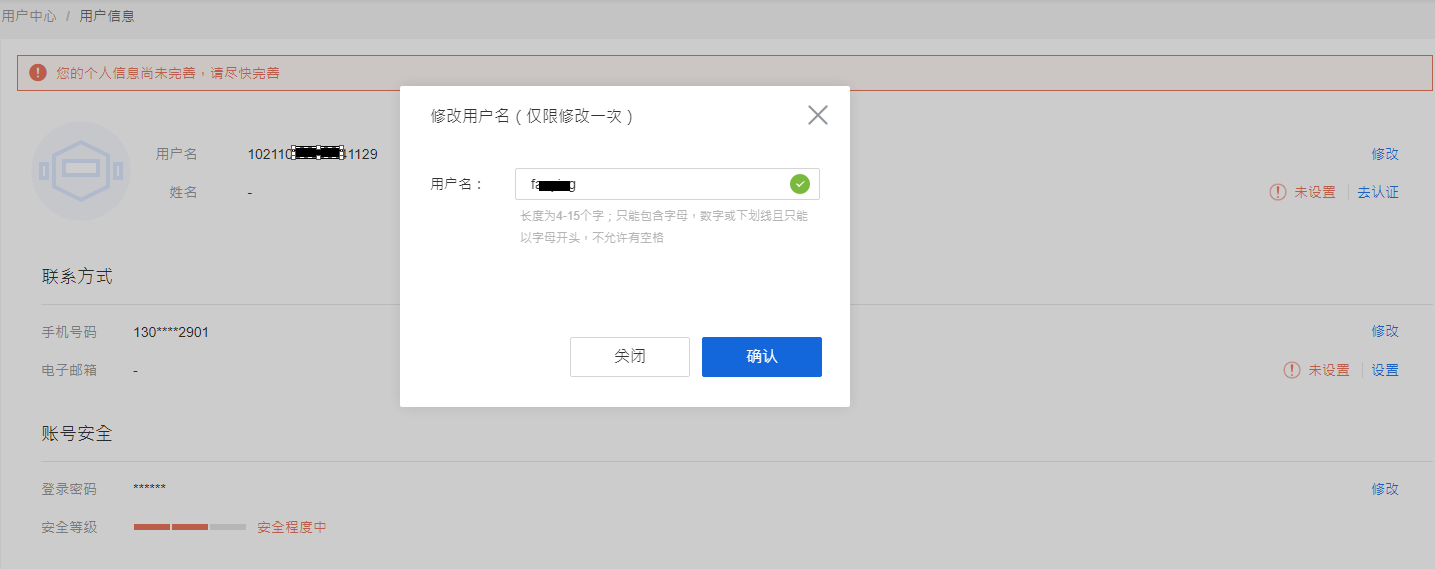 用户中心 / 用户信息
您的个人信息尚未完善，请尽快完善
修改用户名（仅限修改一次）
用户名 102110 1129 修改
用户名：
长度为4-15个字；只能包含字母，数字或下划线且只能
以字母开头，不允许有空格
姓名 - 未设置 去认证
联系方式
手机号码 130****2901 修改
电子邮箱 - 未设置 设置
关闭 确认
账号安全
登录密码 ****** 修改
安全等级 安全程度中